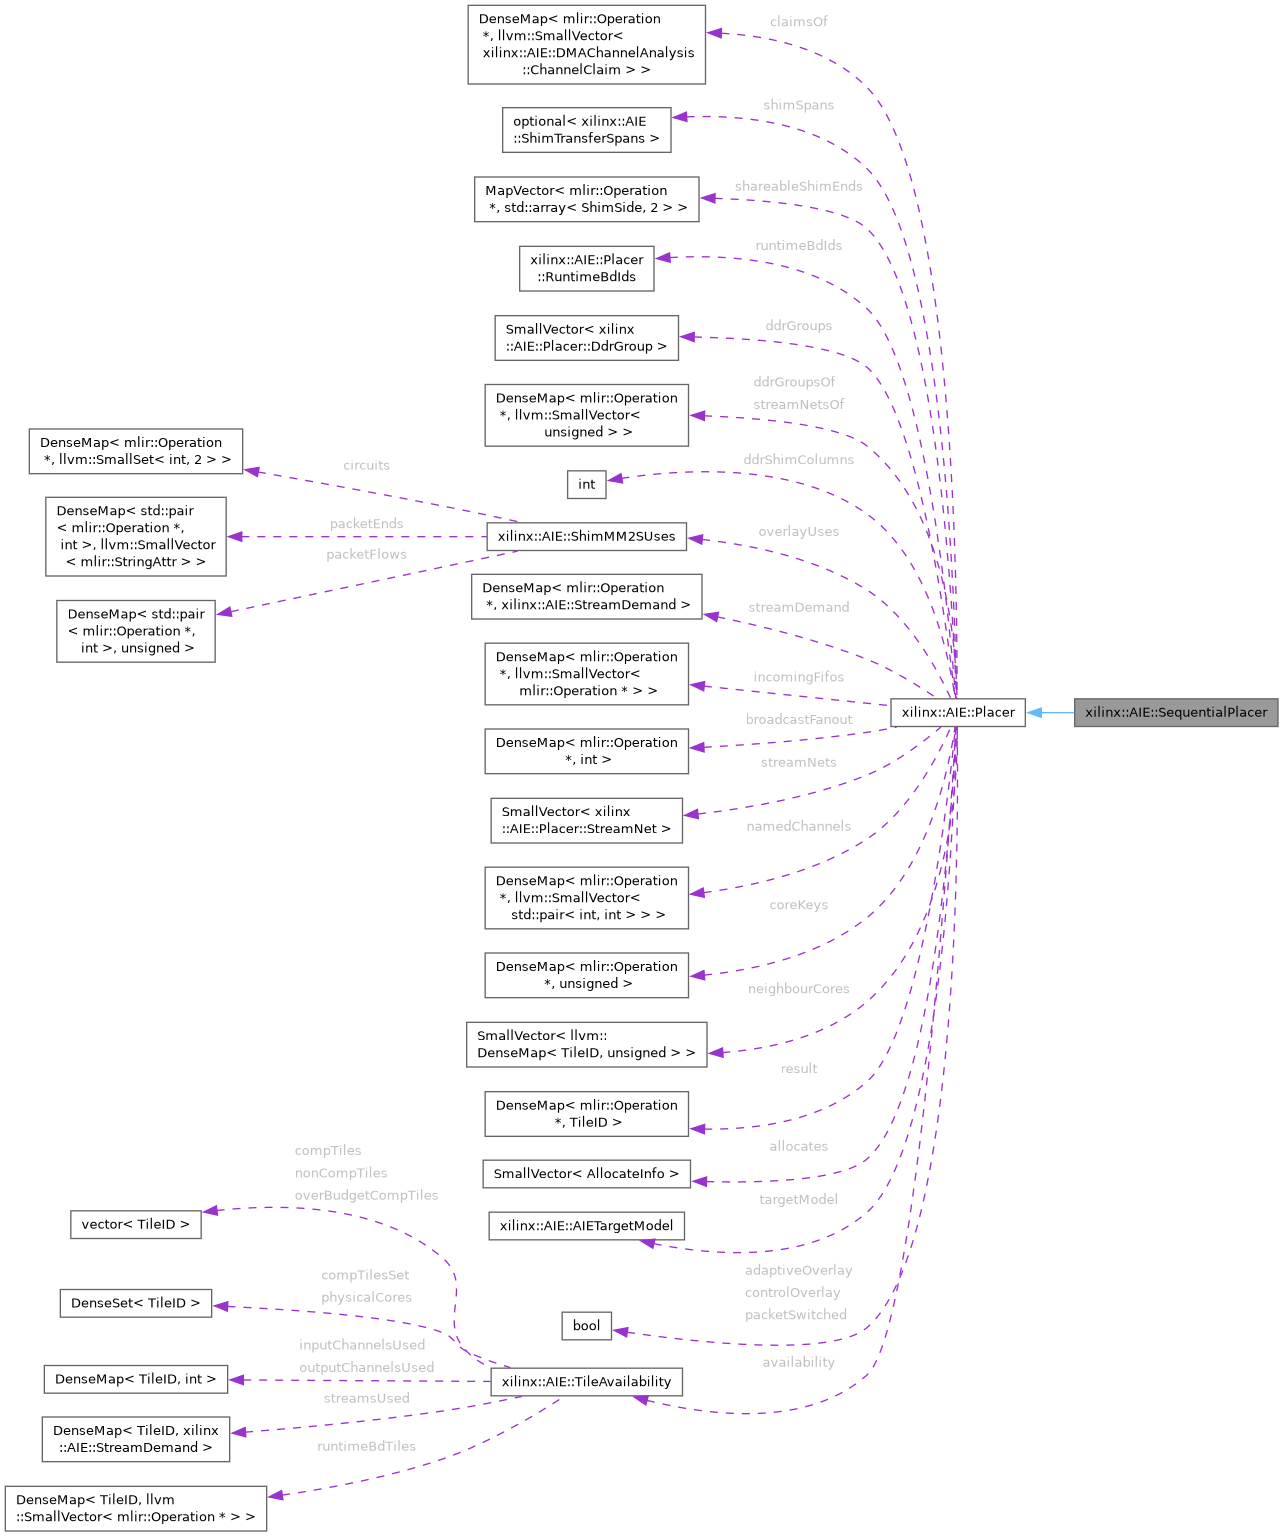 DenseMap< mlir::Operation
*, llvm::SmallVector<
xilinx::AIE::DMAChannelAnalysis
::ChannelClaim > >
claimsOf
optional< xilinx::AIE
::ShimTransferSpans >
shimSpans
MapVector< mlir::Operation
*, std::array< ShimSide, 2 > >
shareableShimEnds
xilinx::AIE::Placer
::RuntimeBdIds
runtimeBdIds
SmallVector< xilinx
::AIE::Placer::DdrGroup >
ddrGroups
DenseMap< mlir::Operation
*, llvm::SmallVector<
unsigned > >
ddrGroupsOf
streamNetsOf
int
ddrShimColumns
DenseMap< mlir::Operation
*, llvm::SmallSet< int, 2 > >
circuits
DenseMap< std::pair
< mlir::Operation *,
int >, llvm::SmallVector
< mlir::StringAttr > >
packetEnds
DenseMap< std::pair
< mlir::Operation *,
int >, unsigned >
packetFlows
xilinx::AIE::ShimMM2SUses
overlayUses
DenseMap< mlir::Operation
*, xilinx::AIE::StreamDemand >
streamDemand
DenseMap< mlir::Operation
*, llvm::SmallVector<
mlir::Operation * > >
incomingFifos
xilinx::AIE::Placer
xilinx::AIE::SequentialPlacer
DenseMap< mlir::Operation
*, int >
broadcastFanout
SmallVector< xilinx
::AIE::Placer::StreamNet >
streamNets
DenseMap< mlir::Operation
*, llvm::SmallVector<
std::pair< int, int > > >
namedChannels
DenseMap< mlir::Operation
*, unsigned >
coreKeys
SmallVector< llvm::
DenseMap< TileID, unsigned > >
neighbourCores
DenseMap< mlir::Operation
*, TileID >
result
SmallVector< AllocateInfo >
allocates
xilinx::AIE::AIETargetModel
targetModel
bool
adaptiveOverlay
controlOverlay
packetSwitched
xilinx::AIE::TileAvailability
availability
vector< TileID >
compTiles
nonCompTiles
overBudgetCompTiles
DenseSet< TileID >
compTilesSet
physicalCores
DenseMap< TileID, int >
inputChannelsUsed
outputChannelsUsed
DenseMap< TileID, xilinx
::AIE::StreamDemand >
streamsUsed
DenseMap< TileID, llvm
::SmallVector< mlir::Operation * > >
runtimeBdTiles